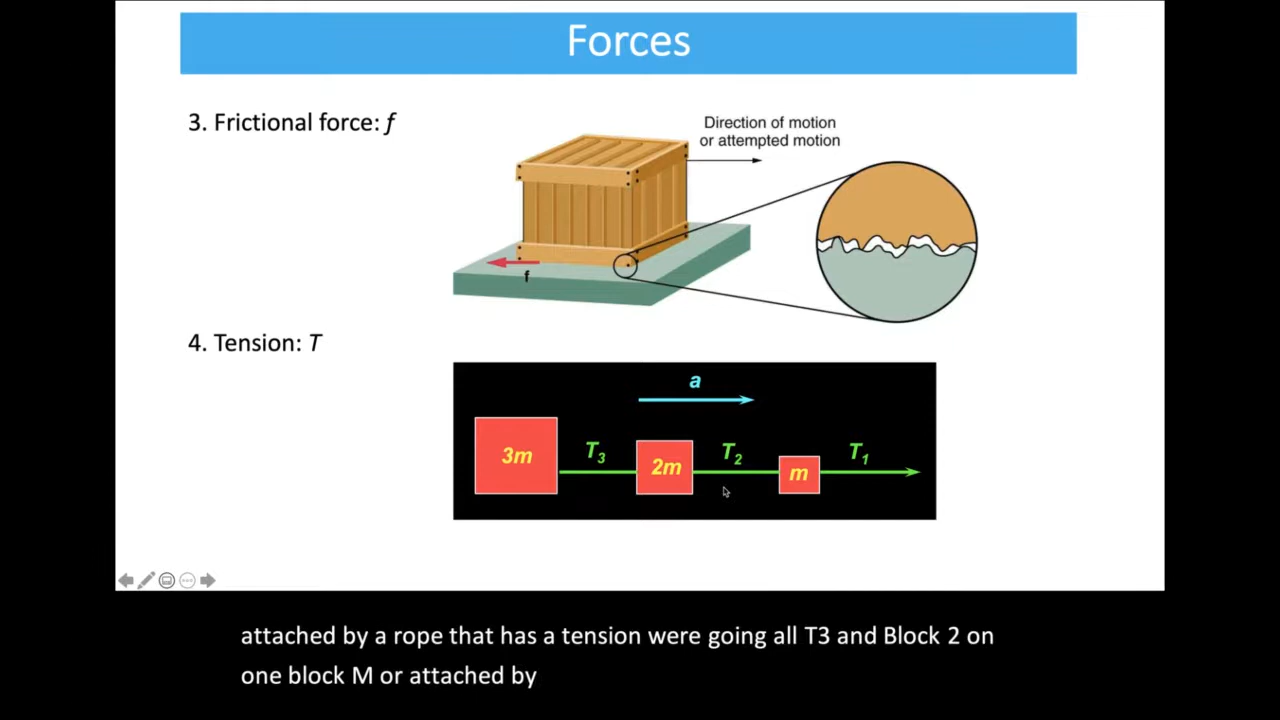 Forces
3. Frictional force: f
Direction of motion
or attempted motion
f
4. Tension: T
a
3m
T3
2m
T2
m
T1
attached by a rope that has a tension were going all T3 and Block 2 on
one block M or attached by